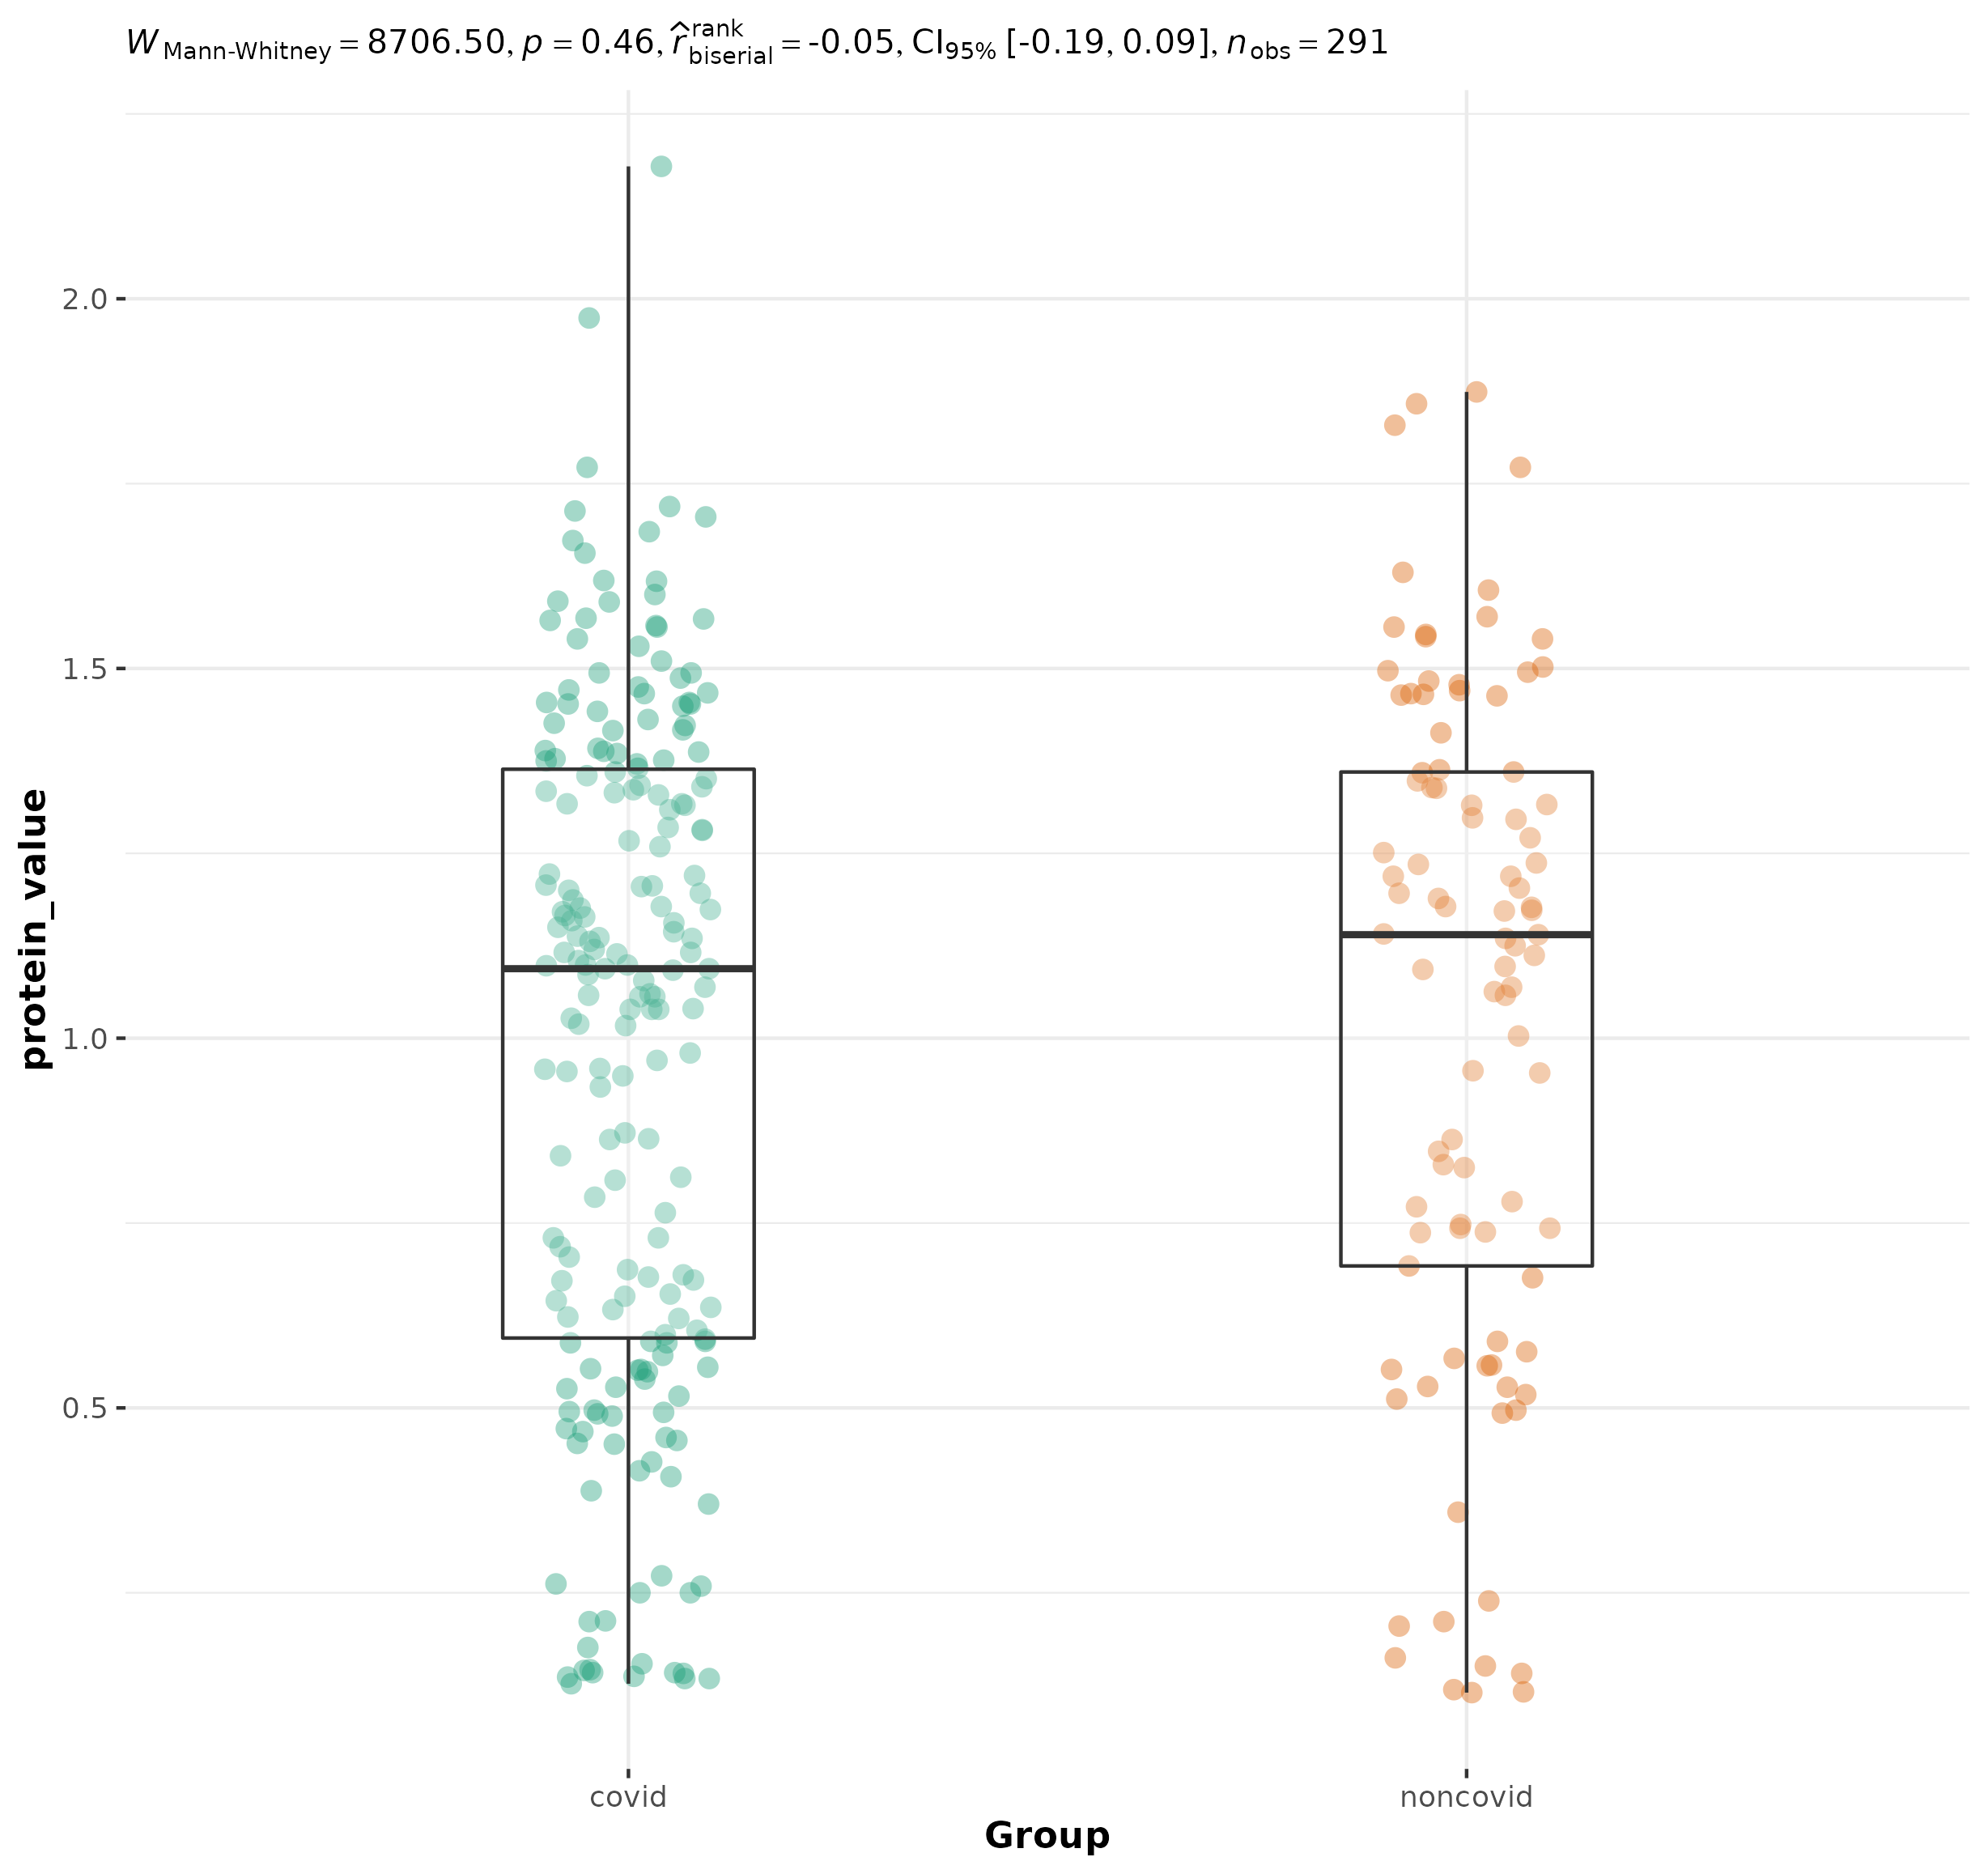 W Mann-Whitney = 8706.50, p = 0.46, r̂ rank biserial = -0.05, CI95% [-0.19, 0.09], nobs = 291
2.0
1.5
1.0
0.5
protein_value
covid noncovid
Group